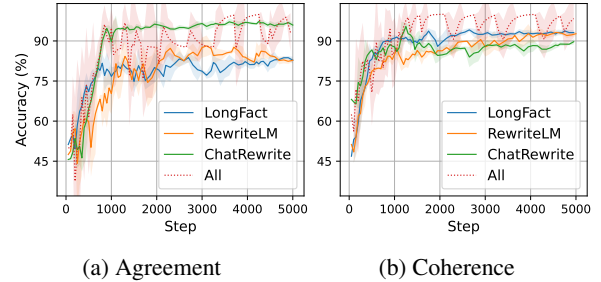 Accuracy (%)
90
75
60
45
LongFact
RewriteLM
ChatRewrite
All
0 1000 2000 3000 4000 5000
Step
(a) Agreement
90
75
60
45
LongFact
RewriteLM
ChatRewrite
All
0 1000 2000 3000 4000 5000
Step
(b) Coherence